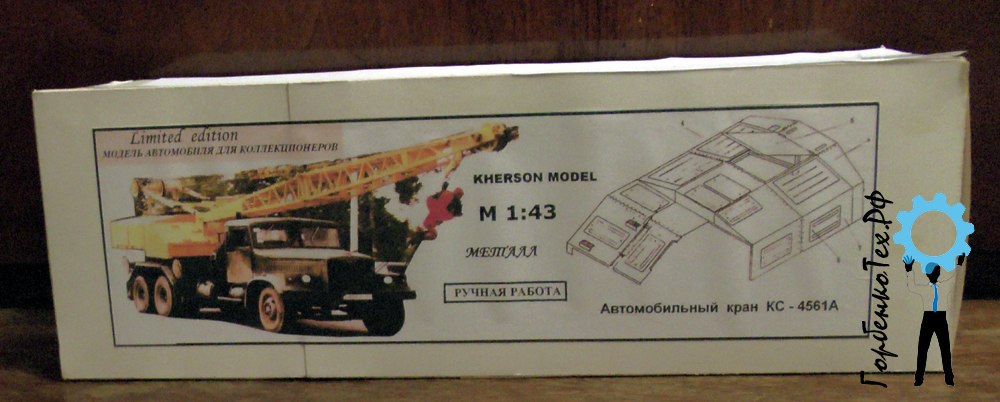 Limited edition
МОДЕЛЬ АВТОМОБИЛЯ ДЛЯ КОЛЛЕКЦИОНЕРОВ
KHERSON MODEL
M 1:43
МЕТАЛЛ
РУЧНАЯ РАБОТА
Автомобильный кран КС - 4561А
ГорбенкоТех.РФ